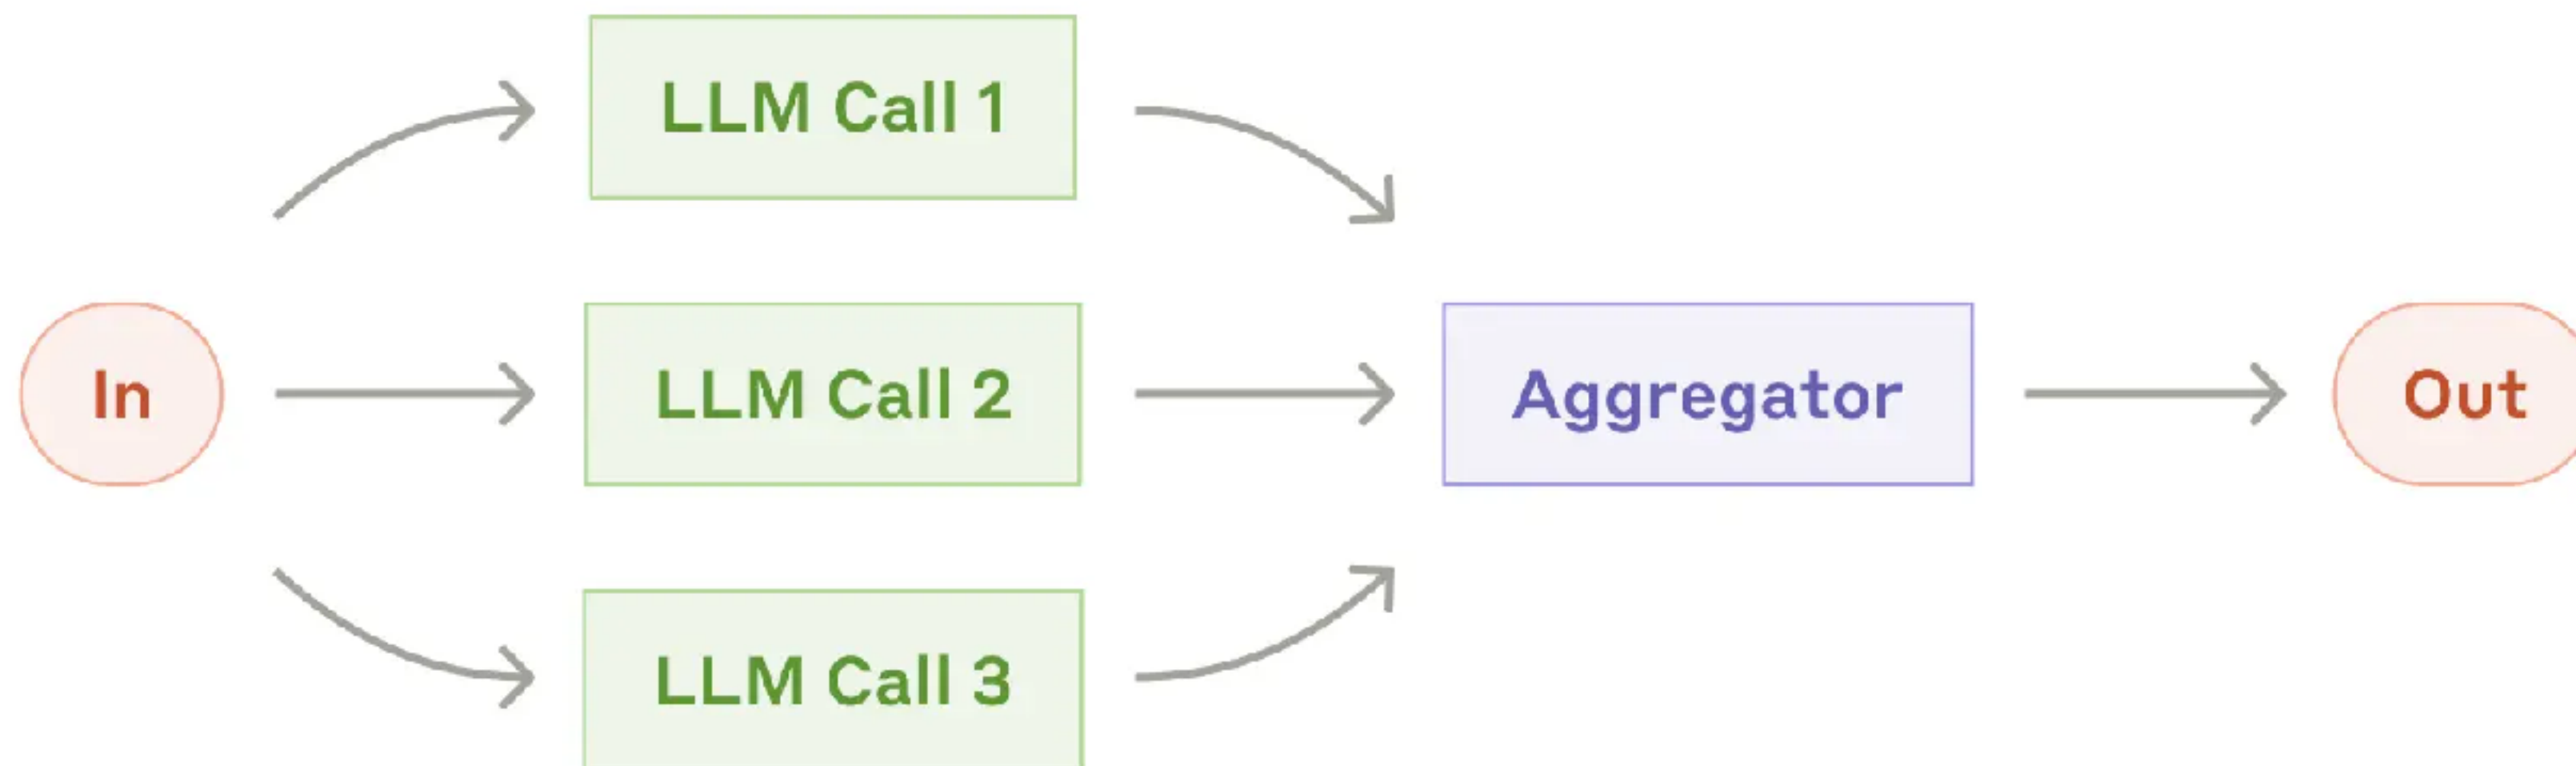 LLM Call 1
In
LLM Call 2
Aggregator
Out
LLM Call 3